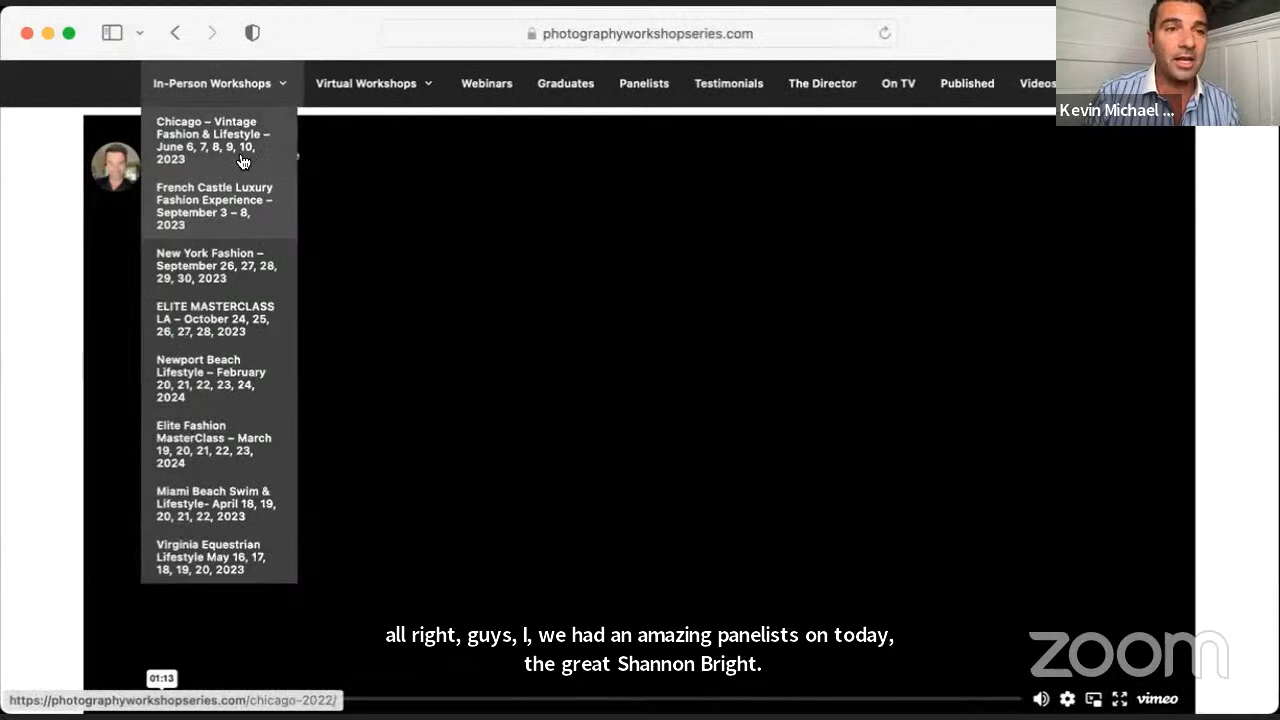 photographyworkshopseries.com
In-Person Workshops
Virtual Workshops
Webinars
Graduates
Panelists
Testimonials
The Director
On TV
Published
Videos
Kevin Michael ...
Chicago – Vintage
Fashion & Lifestyle –
June 6, 7, 8, 9, 10,
2023
French Castle Luxury
Fashion Experience –
September 3 – 8,
2023
New York Fashion –
September 26, 27, 28,
29, 30, 2023
ELITE MASTERCLASS
LA – October 24, 25,
26, 27, 28, 2023
Newport Beach
Lifestyle – February
20, 21, 22, 23, 24,
2024
Elite Fashion
MasterClass – March
19, 20, 21, 22, 23,
2024
Miami Beach Swim &
Lifestyle- April 18, 19,
20, 21, 22, 2023
Virginia Equestrian
Lifestyle May 16, 17,
18, 19, 20, 2023
all right, guys, I, we had an amazing panelists on today,
the great Shannon Bright.
zoom
01:13
https://photographyworkshopseries.com/chicago-2022/
vimeo